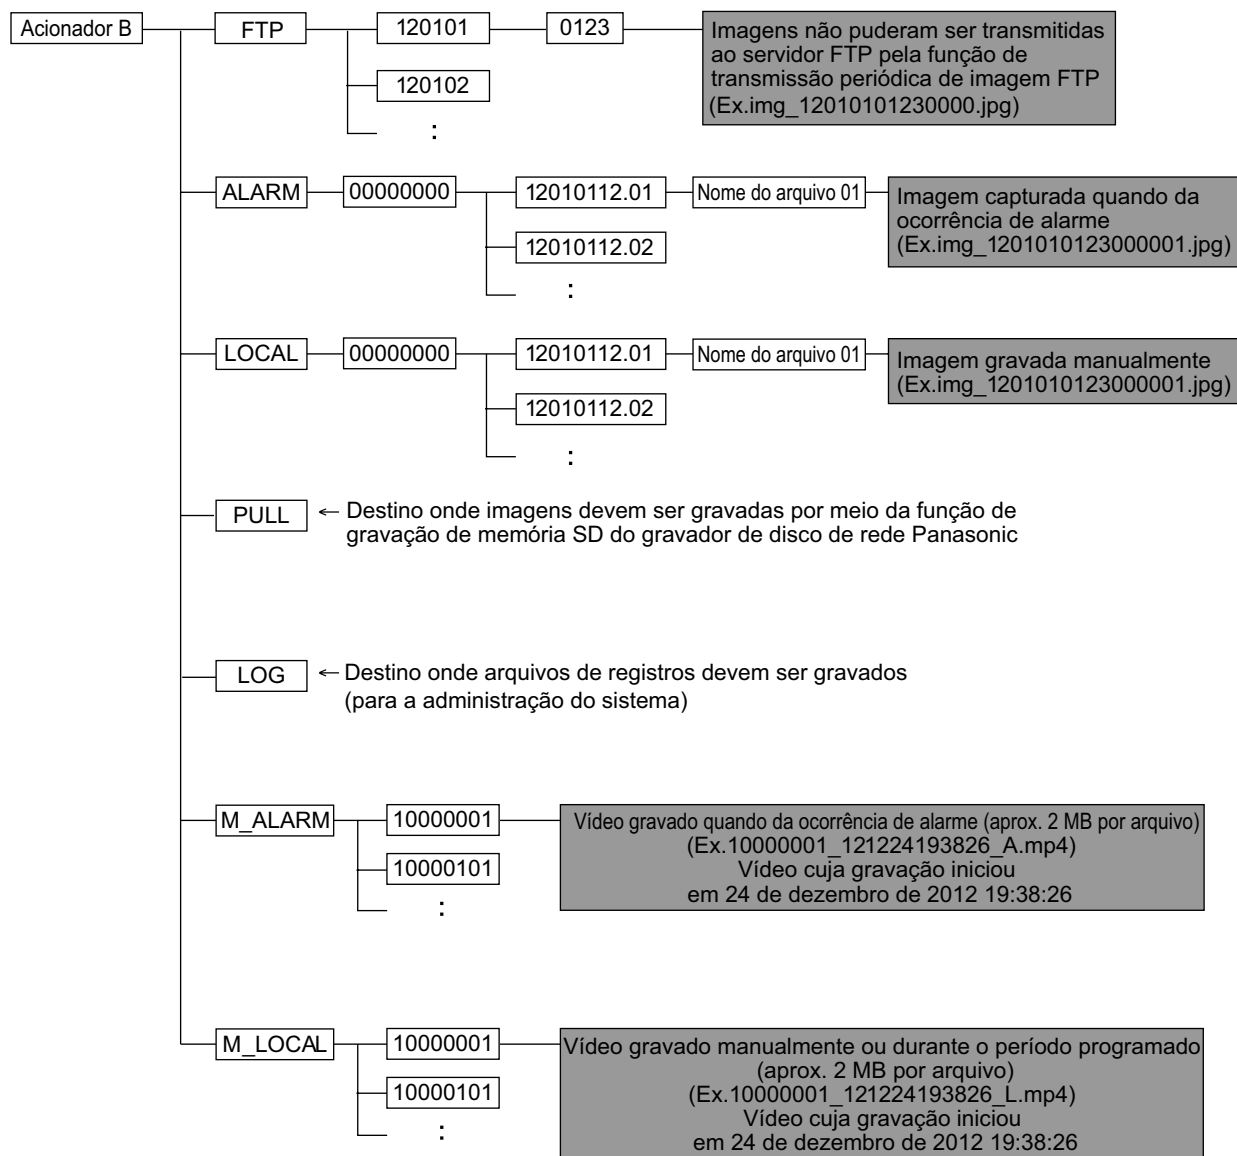 Acionador B
FTP
120101
0123
Imagens não puderam ser transmitidas
ao servidor FTP pela função de
transmissão periódica de imagem FTP
(Ex.img_12010101230000.jpg)
120102
:
ALARM
00000000
12010112.01
Nome do arquivo 01
Imagem capturada quando da
ocorrência de alarme
(Ex.img_1201010123000001.jpg)
12010112.02
:
LOCAL
00000000
12010112.01
Nome do arquivo 01
Imagem gravada manualmente
(Ex.img_1201010123000001.jpg)
12010112.02
:
PULL
← Destino onde imagens devem ser gravadas por meio da função de
gravação de memória SD do gravador de disco de rede Panasonic
LOG
← Destino onde arquivos de registros devem ser gravados
(para a administração do sistema)
M_ALARM
10000001
Vídeo gravado quando da ocorrência de alarme (aprox. 2 MB por arquivo)
(Ex.10000001_121224193826_A.mp4)
Vídeo cuja gravação iniciou
em 24 de dezembro de 2012 19:38:26
10000101
:
M_LOCAL
10000001
Vídeo gravado manualmente ou durante o período programado
(aprox. 2 MB por arquivo)
(Ex.10000001_121224193826_L.mp4)
Vídeo cuja gravação iniciou
em 24 de dezembro de 2012 19:38:26
10000101
: